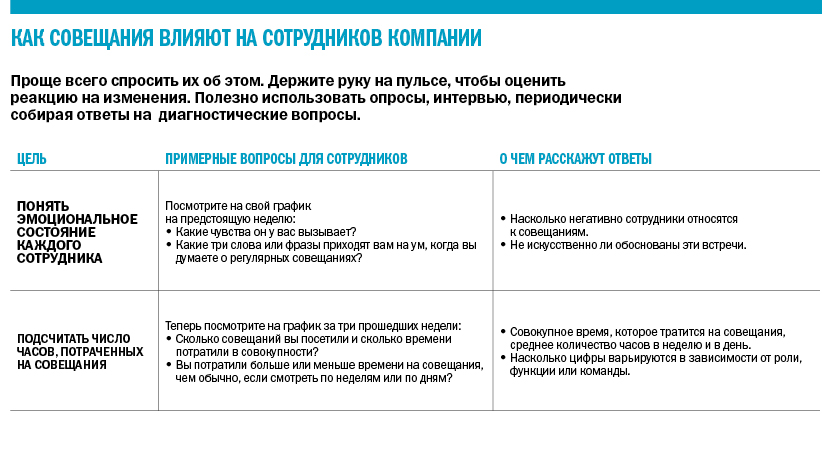 КАК СОВЕЩАНИЯ ВЛИЯЮТ НА СОТРУДНИКОВ КОМПАНИИ
Проще всего спросить их об этом. Держите руку на пульсе, чтобы оценить
реакцию на изменения. Полезно использовать опросы, интервью, периодически
собирая ответы на диагностические вопросы.
ЦЕЛЬ
ПРИМЕРНЫЕ ВОПРОСЫ ДЛЯ СОТРУДНИКОВ
О ЧЕМ РАССКАЖУТ ОТВЕТЫ
ПОНЯТЬ
ЭМОЦИОНАЛЬНОЕ
СОСТОЯНИЕ
КАЖДОГО
СОТРУДНИКА
Посмотрите на свой график
на предстоящую неделю:
• Какие чувства он у вас вызывает?
• Какие три слова или фразы приходят вам на ум, когда вы
думаете о регулярных совещаниях?
• Насколько негативно сотрудники относятся
к совещаниям.
• Не искусственно ли обоснованы эти встречи.
ПОДСЧИТАТЬ ЧИСЛО
ЧАСОВ, ПОТРАЧЕННЫХ
НА СОВЕЩАНИЯ
Теперь посмотрите на график за три прошедших недели:
• Сколько совещаний вы посетили и сколько времени
потратили в совокупности?
• Вы потратили больше или меньше времени на совещания,
чем обычно, если смотреть по неделям или по дням?
• Совокупное время, которое тратится на совещания,
среднее количество часов в неделю и в день.
• Насколько цифры варьируются в зависимости от роли,
функции или команды.